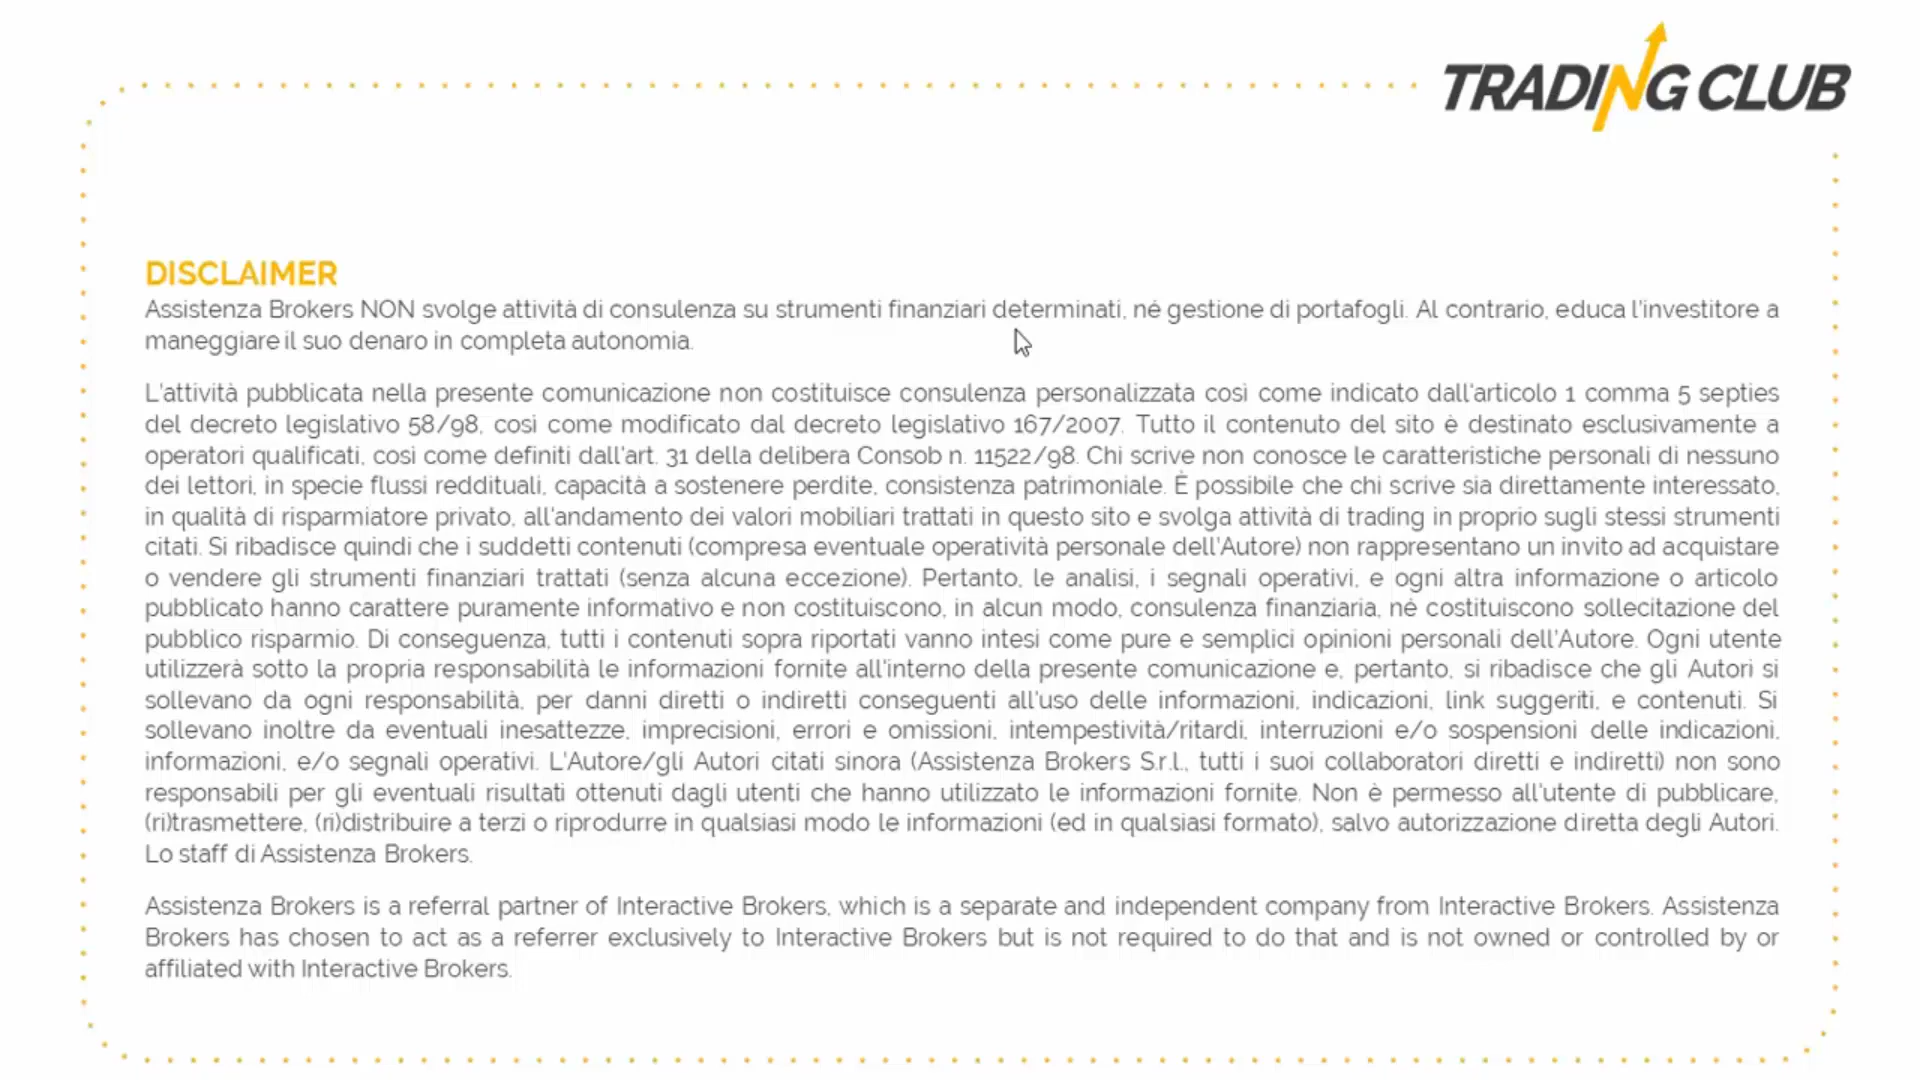 TRADING CLUB
DISCLAIMER
Assistenza Brokers NON svolge attività di consulenza su strumenti finanziari determinati, né gestione di portafogli. Al contrario, educa l'investitore a
maneggiare il suo denaro in completa autonomia.
L'attività pubblicata nella presente comunicazione non costituisce consulenza personalizzata così come indicato dall'articolo 1 comma 5 septies
del decreto legislativo 58/98, così come modificato dal decreto legislativo 167/2007. Tutto il contenuto del sito è destinato esclusivamente a
operatori qualificati, così come definiti dall'art. 31 della delibera Consob n. 11522/98. Chi scrive non conosce le caratteristiche personali di nessuno
dei lettori, in specie flussi reddituali, capacità a sostenere perdite, consistenza patrimoniale. È possibile che chi scrive sia direttamente interessato,
in qualità di risparmiatore privato, all'andamento dei valori mobiliari trattati in questo sito e svolga attività di trading in proprio sugli stessi strumenti
citati. Si ribadisce quindi che i suddetti contenuti (compresa eventuale operatività personale dell'Autore) non rappresentano un invito ad acquistare
o vendere gli strumenti finanziari trattati (senza alcuna eccezione). Pertanto, le analisi, i segnali operativi, e ogni altra informazione o articolo
pubblicato hanno carattere puramente informativo e non costituiscono, in alcun modo, consulenza finanziaria, né costituiscono sollecitazione del
pubblico risparmio. Di conseguenza, tutti i contenuti sopra riportati vanno intesi come pure e semplici opinioni personali dell'Autore. Ogni utente
utilizzerà sotto la propria responsabilità le informazioni fornite all'interno della presente comunicazione e, pertanto, si ribadisce che gli Autori si
sollevano da ogni responsabilità, per danni diretti o indiretti conseguenti all'uso delle informazioni, indicazioni, link suggeriti, e contenuti. Si
sollevano inoltre da eventuali inesattezze, imprecisioni, errori e omissioni, intempestività/ritardi, interruzioni e/o sospensioni delle indicazioni,
informazioni, e/o segnali operativi. L'Autore/gli Autori citati sinora (Assistenza Brokers S.r.l., tutti i suoi collaboratori diretti e indiretti) non sono
responsabili per gli eventuali risultati ottenuti dagli utenti che hanno utilizzato le informazioni fornite. Non è permesso all'utente di pubblicare,
(ri)trasmettere, (ri)distribuire a terzi o riprodurre in qualsiasi modo le informazioni (ed in qualsiasi formato), salvo autorizzazione diretta degli Autori.
Lo staff di Assistenza Brokers.
Assistenza Brokers is a referral partner of Interactive Brokers, which is a separate and independent company from Interactive Brokers. Assistenza
Brokers has chosen to act as a referrer exclusively to Interactive Brokers but is not required to do that and is not owned or controlled by or
affiliated with Interactive Brokers.